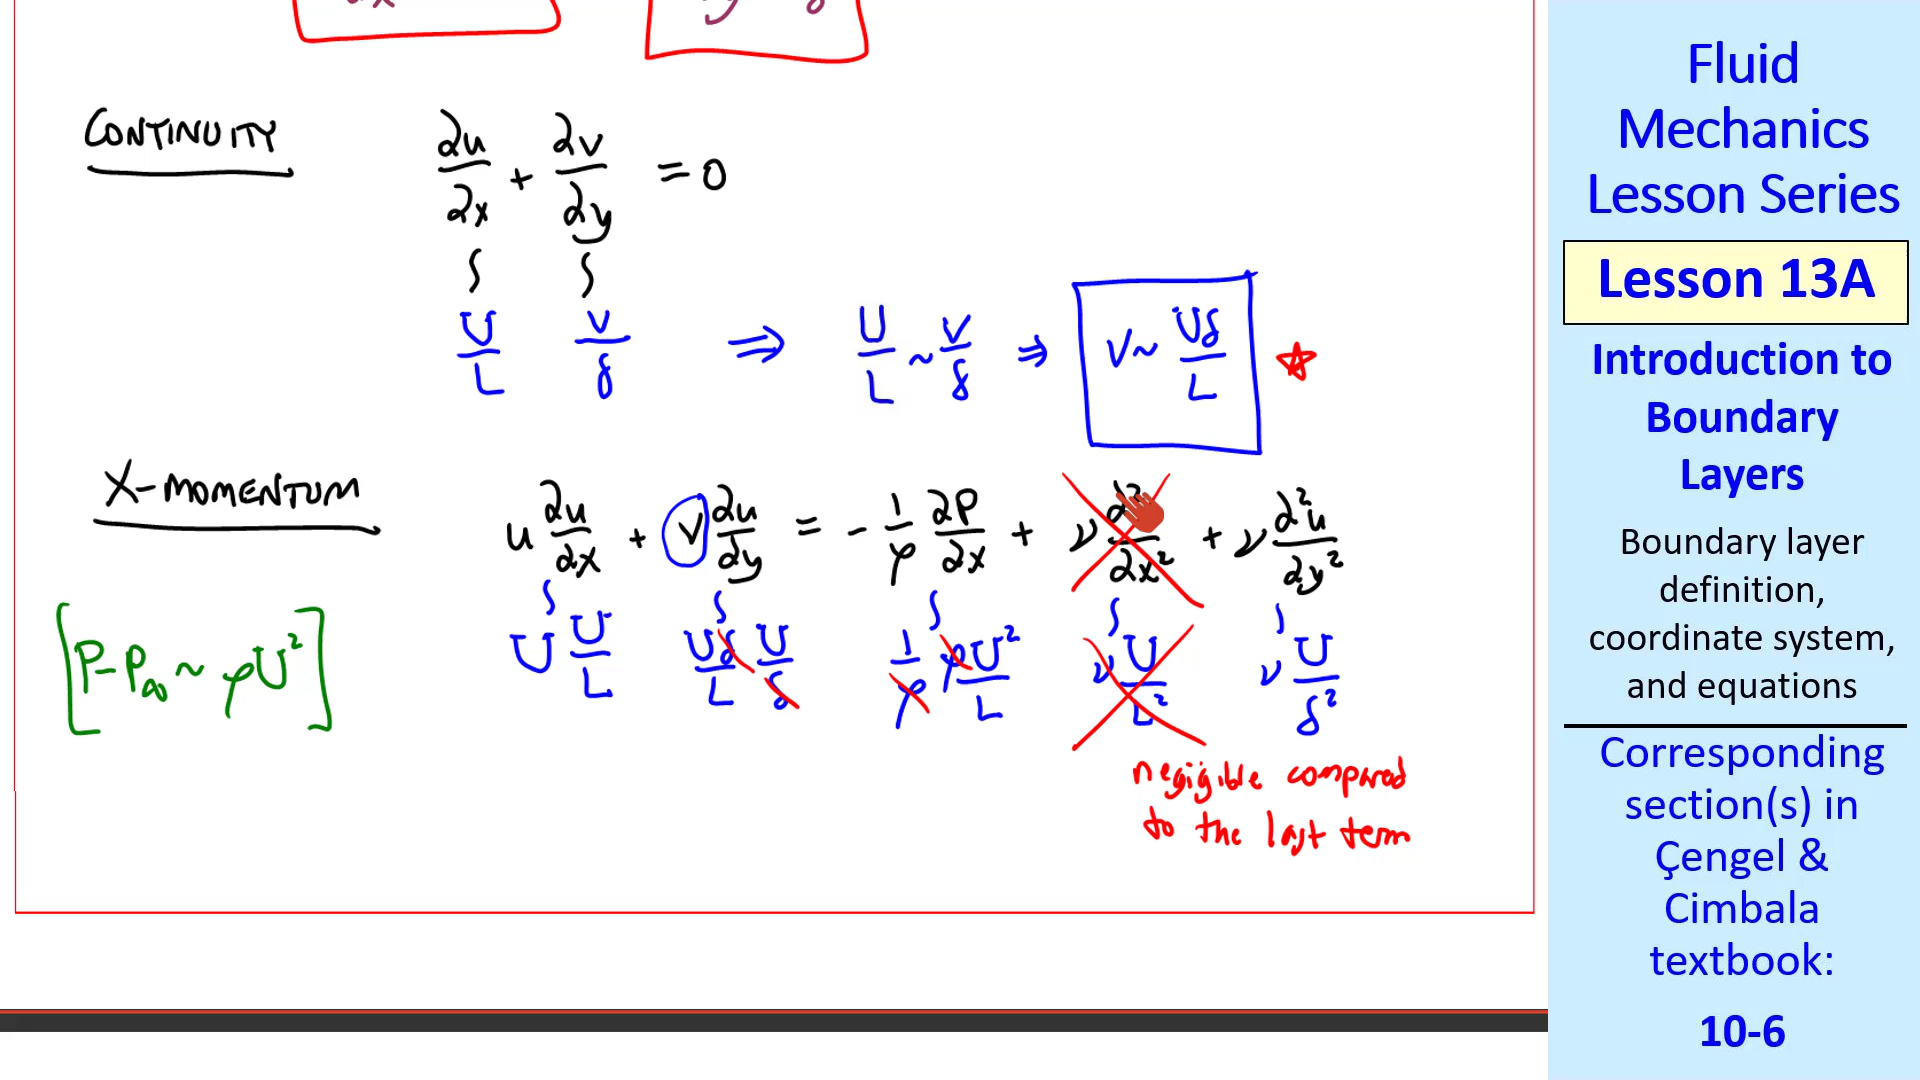 CONTINUITY
∂u/∂x + ∂v/∂y = 0
U/L v/δ ⇒ U/L ~ v/δ ⇒ v ~ Uδ/L ☆
X-MOMENTUM
u ∂u/∂x + v ∂u/∂y = - 1/ρ ∂P/∂x + ν ∂²u/∂x² + ν ∂²u/∂y²
U U/L Uδ/L U/δ 1/ρ ρU²/L ν U/L² ν U/δ²
[P-P∞ ~ ρU²]
negigible compared
to the last term
Fluid
Mechanics
Lesson Series
Lesson 13A
Introduction to
Boundary
Layers
Boundary layer
definition,
coordinate system,
and equations
Corresponding
section(s) in
Çengel &
Cimbala
textbook:
10-6